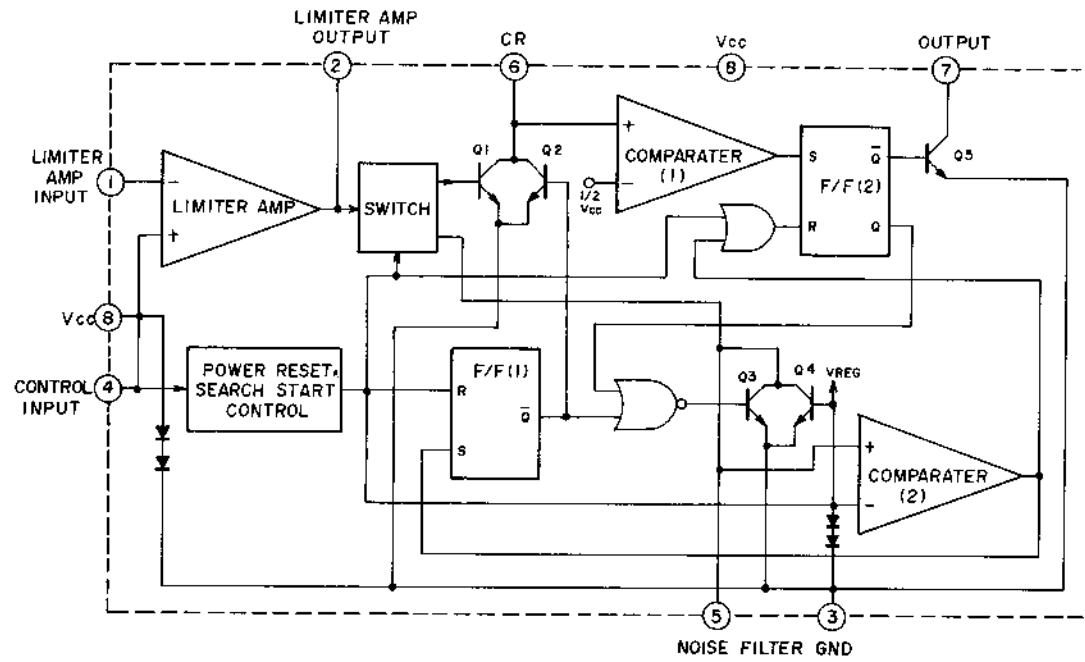 LIMITER AMP
OUTPUT
CR
Vcc
OUTPUT
2
6
8
7
LIMITER
AMP
INPUT
1
−
LIMITER AMP
+
SWITCH
Q1
Q2
+
COMPARATER
(1)
−
1/2
Vcc
S
Q̅
F/F(2)
R
Q
Q5
Vcc 8
CONTROL
INPUT
4
POWER RESET.
SEARCH START
CONTROL
F/F(1)
R
Q̅
S
Q3
Q4
VREG
+
COMPARATER
(2)
−
5
3
NOISE FILTER GND